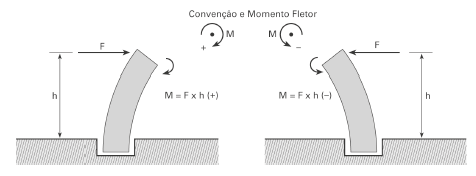 Convenção e Momento Fletor
M
+
M
–
F
F
h
h
M = F x h (+)
M = F x h (–)